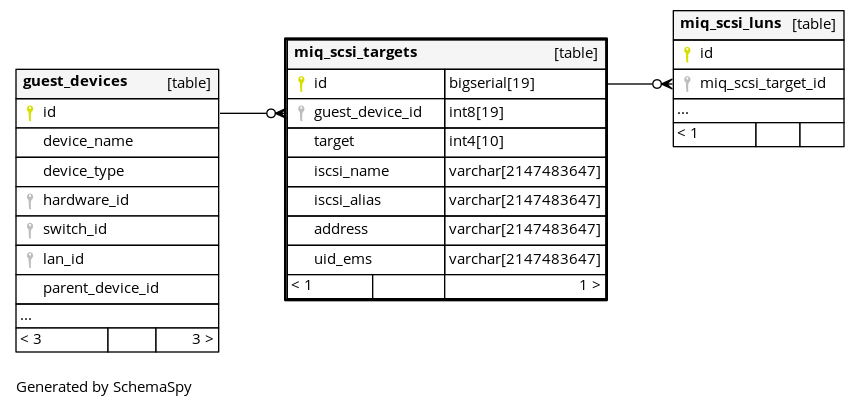 guest_devices [table]
id
device_name
device_type
hardware_id
switch_id
lan_id
parent_device_id
...
< 3 3 >
miq_scsi_targets [table]
id bigserial[19]
guest_device_id int8[19]
target int4[10]
iscsi_name varchar[2147483647]
iscsi_alias varchar[2147483647]
address varchar[2147483647]
uid_ems varchar[2147483647]
< 1 1 >
miq_scsi_luns [table]
id
miq_scsi_target_id
...
< 1
Generated by SchemaSpy